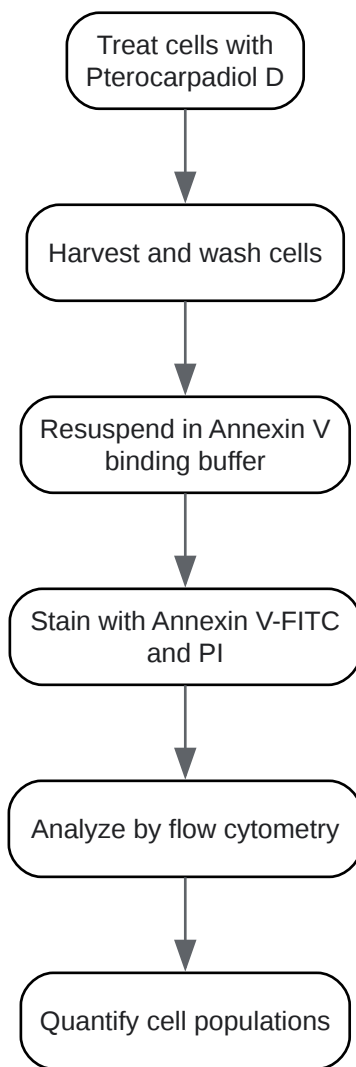 Treat cells with
Pterocarpadiol D
Harvest and wash cells
Resuspend in Annexin V
binding buffer
Stain with Annexin V-FITC
and PI
Analyze by flow cytometry
Quantify cell populations